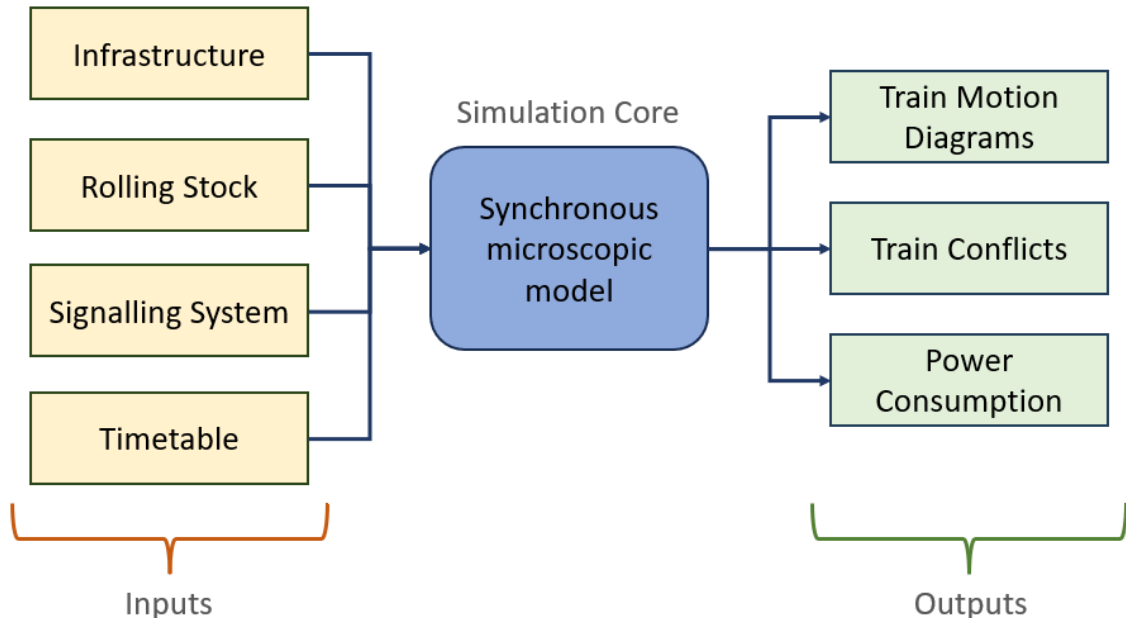 Infrastructure
Rolling Stock
Signalling System
Timetable
Inputs
Simulation Core
Synchronous
microscopic
model
Train Motion
Diagrams
Train Conflicts
Power
Consumption
Outputs